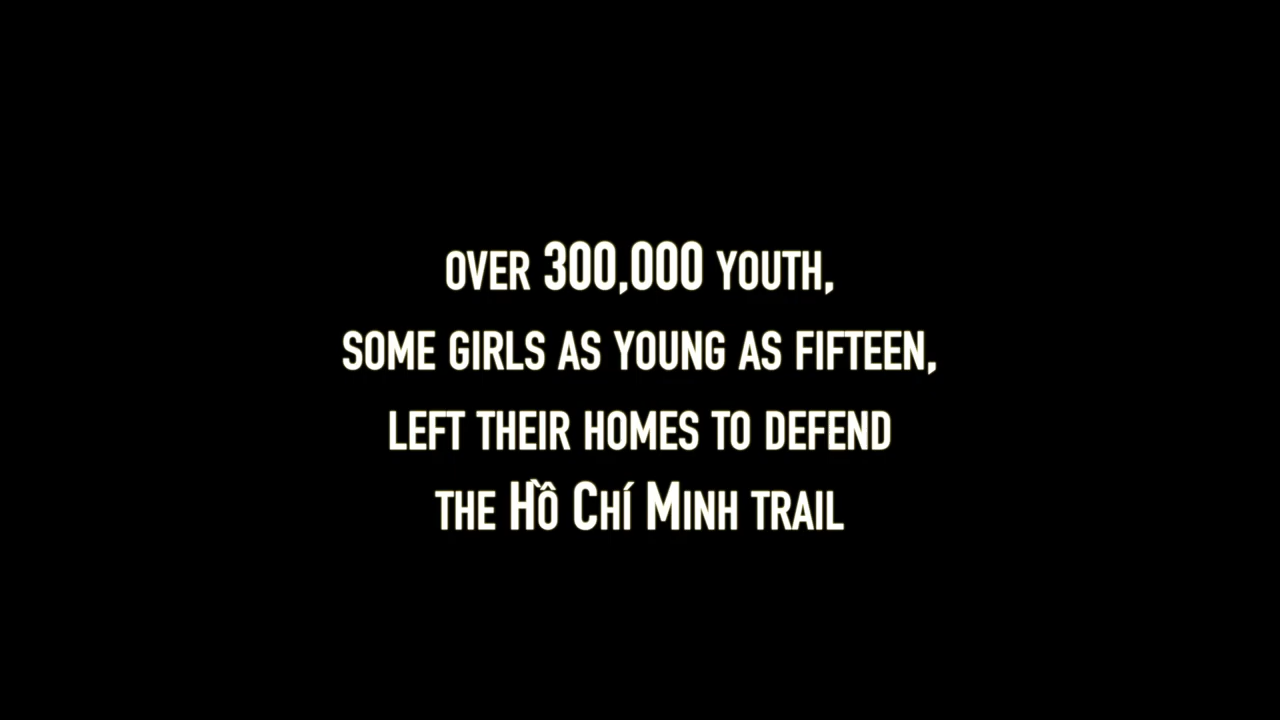 OVER 300,000 YOUTH,
SOME GIRLS AS YOUNG AS FIFTEEN,
LEFT THEIR HOMES TO DEFEND
THE HỒ CHÍ MINH TRAIL